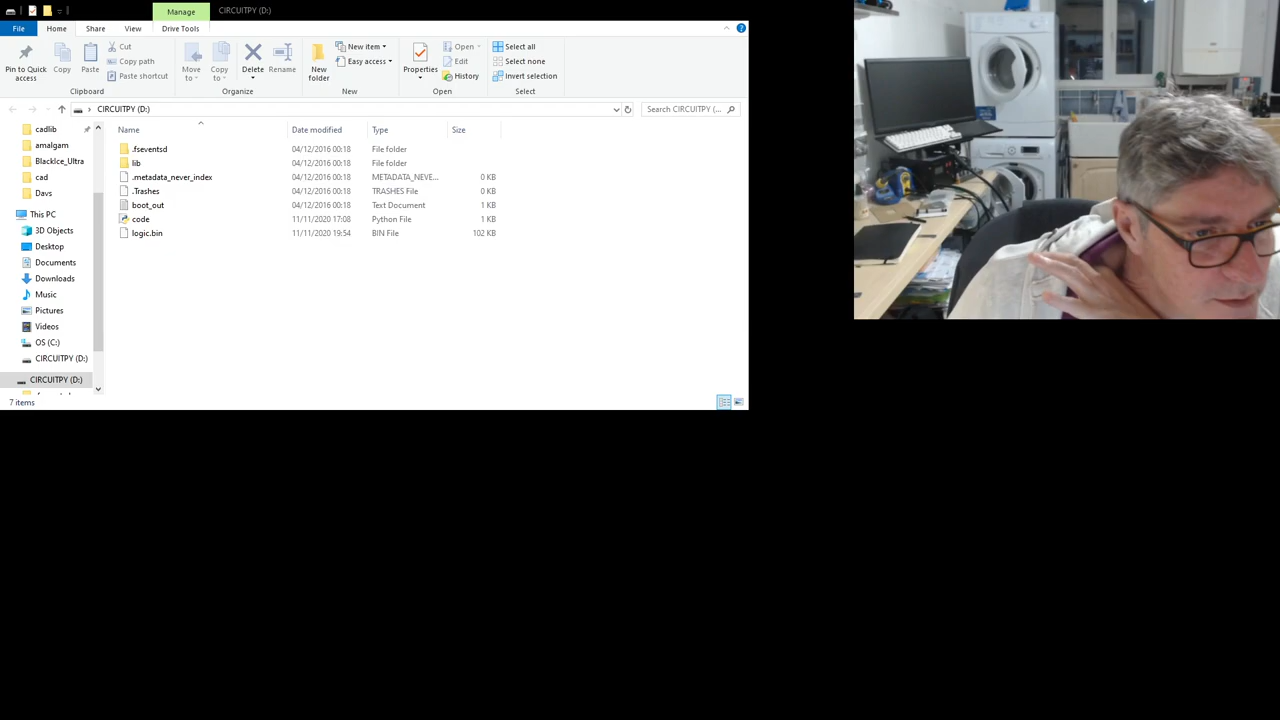 Manage CIRCUITPY (D:)
File Home Share View Drive Tools
Pin to Quick access
Copy
Paste
Cut
Copy path
Paste shortcut
Clipboard
Move to
Copy to
Delete
Rename
Organize
New folder
New item
Easy access
New
Properties
Open
Edit
History
Open
Select all
Select none
Invert selection
Select
CIRCUITPY (D:)
Search CIRCUITPY (...
cadlib
amalgam
BlackIce_Ultra
cad
Davs
This PC
3D Objects
Desktop
Documents
Downloads
Music
Pictures
Videos
OS (C:)
CIRCUITPY (D:)
CIRCUITPY (D:)
Name Date modified Type Size
.fseventsd 04/12/2016 00:18 File folder
lib 04/12/2016 00:18 File folder
.metadata_never_index 04/12/2016 00:18 METADATA_NEVE... 0 KB
.Trashes 04/12/2016 00:18 TRASHES File 0 KB
boot_out 04/12/2016 00:18 Text Document 1 KB
code 11/11/2020 17:08 Python File 1 KB
logic.bin 11/11/2020 19:54 BIN File 102 KB
7 items